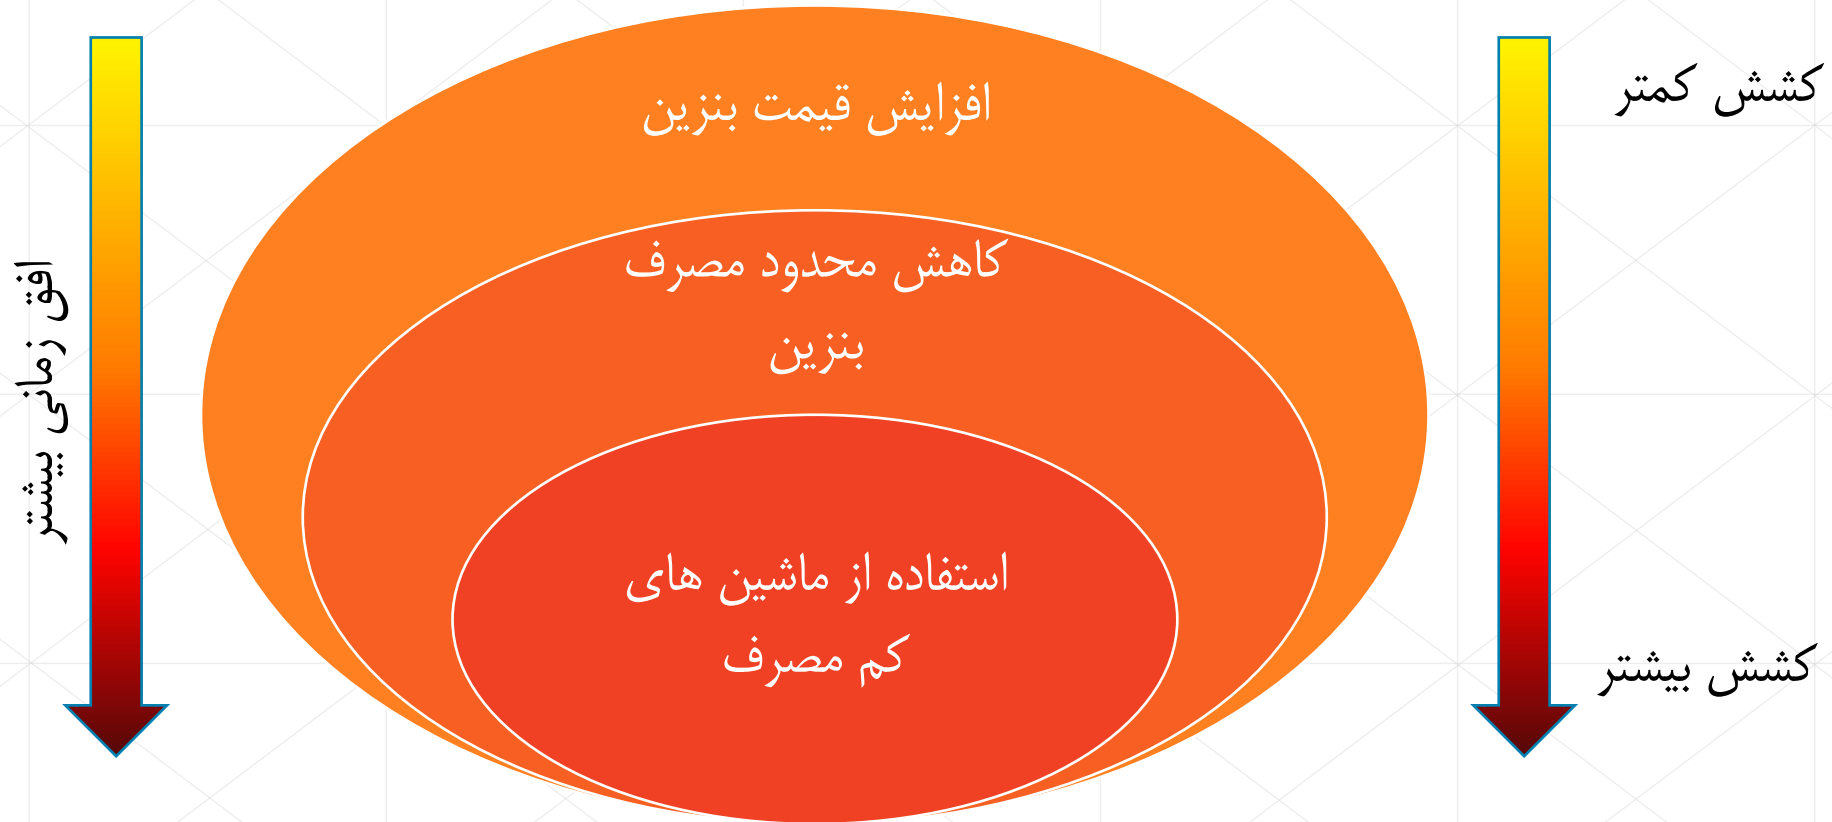 کشش کمتر
افزایش قیمت بنزین
کاهش محدود مصرف
بنزین
استفاده از ماشین های
کم مصرف
کشش بیشتر
افق زمانی بیشتر